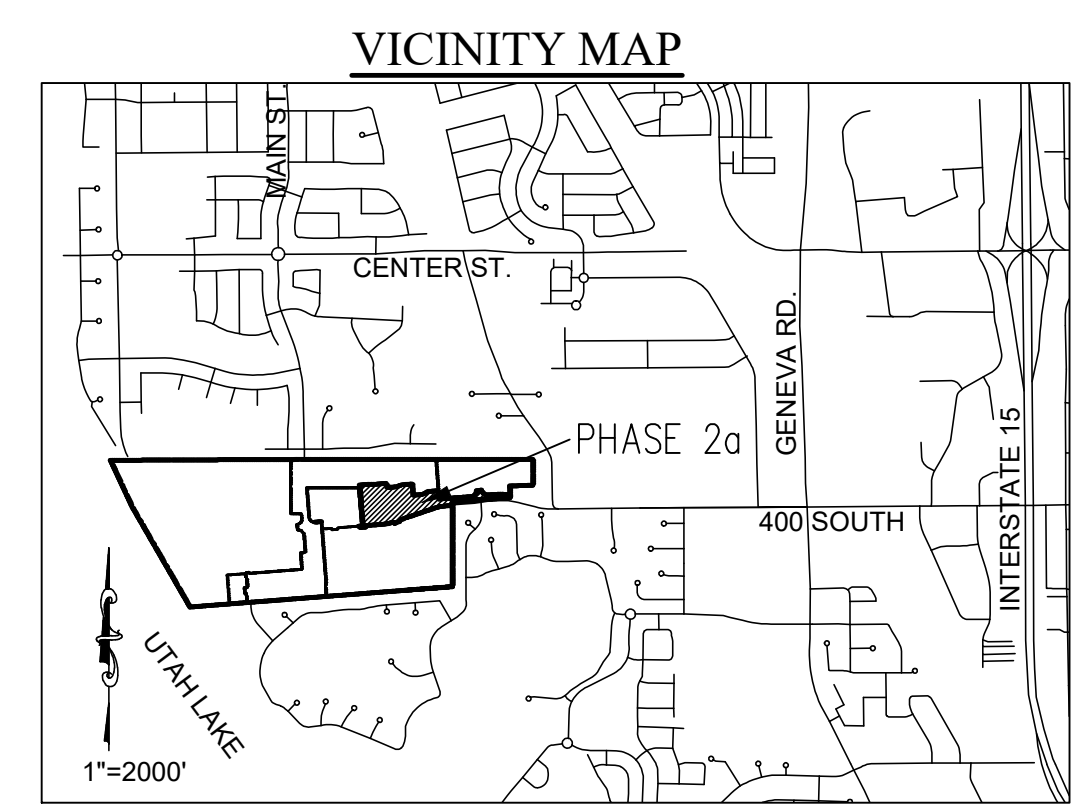 VICINITY MAP
MAIN ST.
CENTER ST.
GENEVA RD.
PHASE 2a
INTERSTATE 15
400 SOUTH
UTAH LAKE
1"=2000'